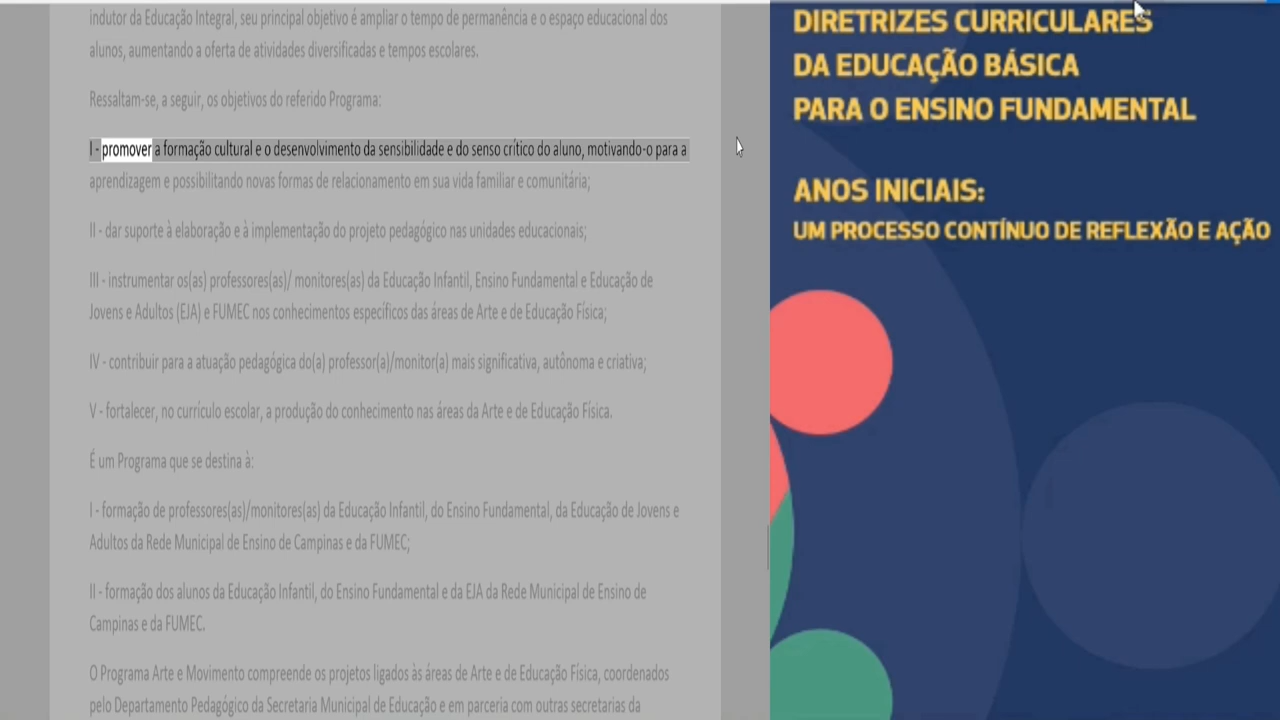 indutor da Educação Integral, seu principal objetivo é ampliar o tempo de permanência e o espaço educacional dos
alunos, aumentando a oferta de atividades diversificadas e tempos escolares.
Ressaltam-se, a seguir, os objetivos do referido Programa:
I - promover a formação cultural e o desenvolvimento da sensibilidade e do senso crítico do aluno, motivando-o para a
aprendizagem e possibilitando novas formas de relacionamento em sua vida familiar e comunitária;
II - dar suporte à elaboração e à implementação do projeto pedagógico nas unidades educacionais;
III - instrumentar os(as) professores(as)/ monitores(as) da Educação Infantil, Ensino Fundamental e Educação de
Jovens e Adultos (EJA) e FUMEC nos conhecimentos específicos das áreas de Arte e de Educação Física;
IV - contribuir para a atuação pedagógica do(a) professor(a)/monitor(a) mais significativa, autônoma e criativa;
V - fortalecer, no currículo escolar, a produção do conhecimento nas áreas da Arte e de Educação Física.
É um Programa que se destina à:
I - formação de professores(as)/monitores(as) da Educação Infantil, do Ensino Fundamental, da Educação de Jovens e
Adultos da Rede Municipal de Ensino de Campinas e da FUMEC;
II - formação dos alunos da Educação Infantil, do Ensino Fundamental e da EJA da Rede Municipal de Ensino de
Campinas e da FUMEC.
O Programa Arte e Movimento compreende os projetos ligados às áreas de Arte e de Educação Física, coordenados
pelo Departamento Pedagógico da Secretaria Municipal de Educação e em parceria com outras secretarias da
DIRETRIZES CURRICULARES
DA EDUCAÇÃO BÁSICA
PARA O ENSINO FUNDAMENTAL
ANOS INICIAIS:
UM PROCESSO CONTÍNUO DE REFLEXÃO E AÇÃO